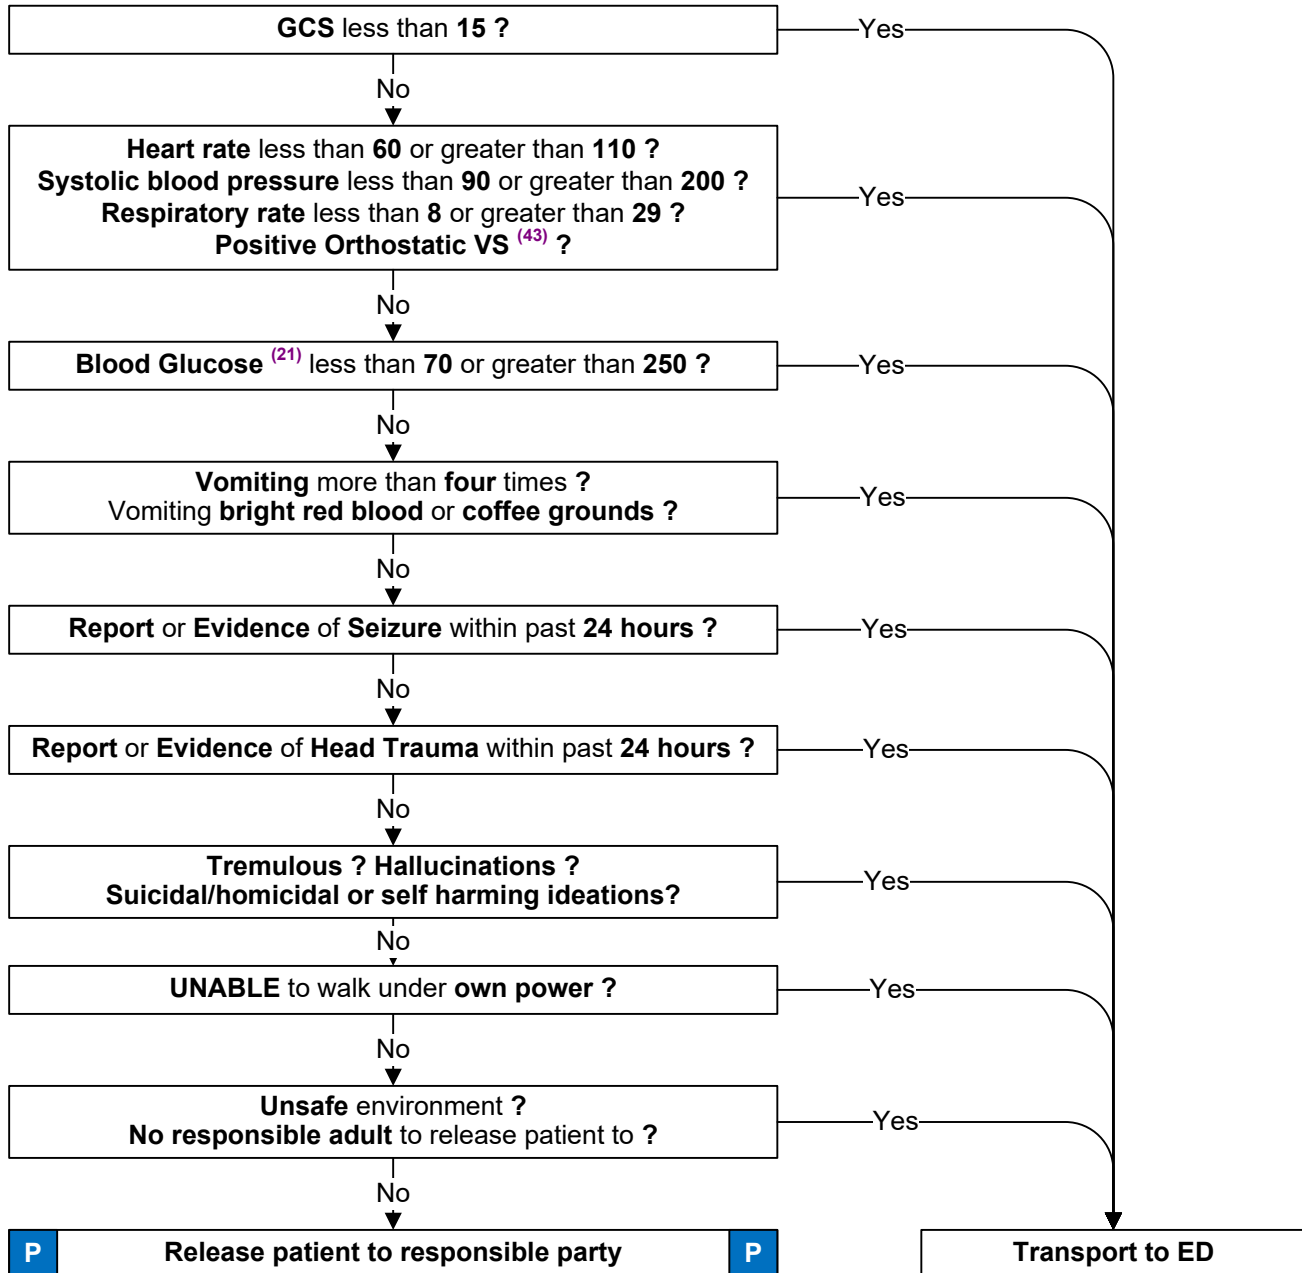 GCS less than 15 ?
Yes
No
Heart rate less than 60 or greater than 110 ?
Systolic blood pressure less than 90 or greater than 200 ?
Respiratory rate less than 8 or greater than 29 ?
Positive Orthostatic VS (43) ?
Yes
No
Blood Glucose (21) less than 70 or greater than 250 ?
Yes
No
Vomiting more than four times ?
Vomiting bright red blood or coffee grounds ?
Yes
No
Report or Evidence of Seizure within past 24 hours ?
Yes
No
Report or Evidence of Head Trauma within past 24 hours ?
Yes
No
Tremulous ? Hallucinations ?
Suicidal/homicidal or self harming ideations?
Yes
No
UNABLE to walk under own power ?
Yes
No
Unsafe environment ?
No responsible adult to release patient to ?
Yes
No
P Release patient to responsible party P
Transport to ED